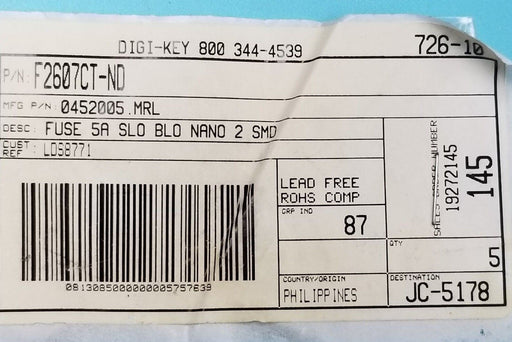 DIGI-KEY 800 344-4539
726-10
P/N: F2607CT-ND
MFG P/N: 0452005.MRL
DESC: FUSE 5A SLO BLO NANO 2 SMD
CUST REF: LDS8771
LEAD FREE
ROHS COMP
GRP IND
87
SALES ORDER NUMBER
19272145
145
QTY
5
COUNTRY/ORIGIN
PHILIPPINES
DESTINATION
JC-5178
0813085000000005757639